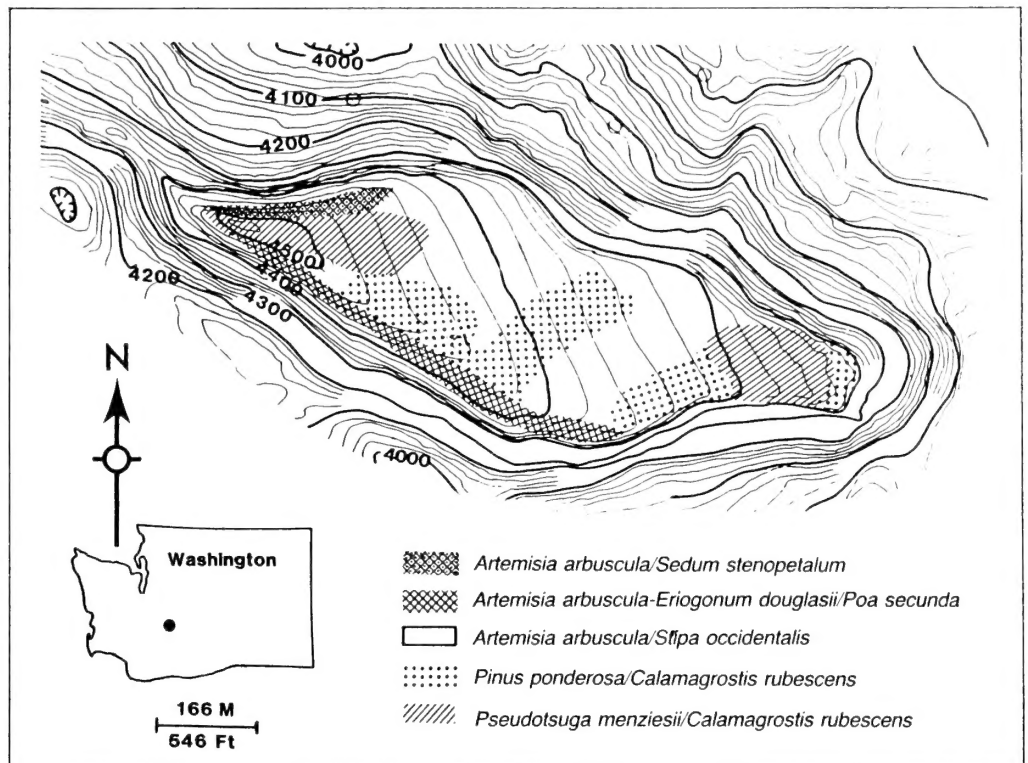 4000
4100
4200
4500
4400
4200
4300
4000
N
Washington
166 M
546 Ft
Artemisia arbuscula/Sedum stenopetalum
Artemisia arbuscula-Eriogonum douglasii/Poa secunda
Artemisia arbuscula/Stipa occidentalis
Pinus ponderosa/Calamagrostis rubescens
Pseudotsuga menziesii/Calamagrostis rubescens